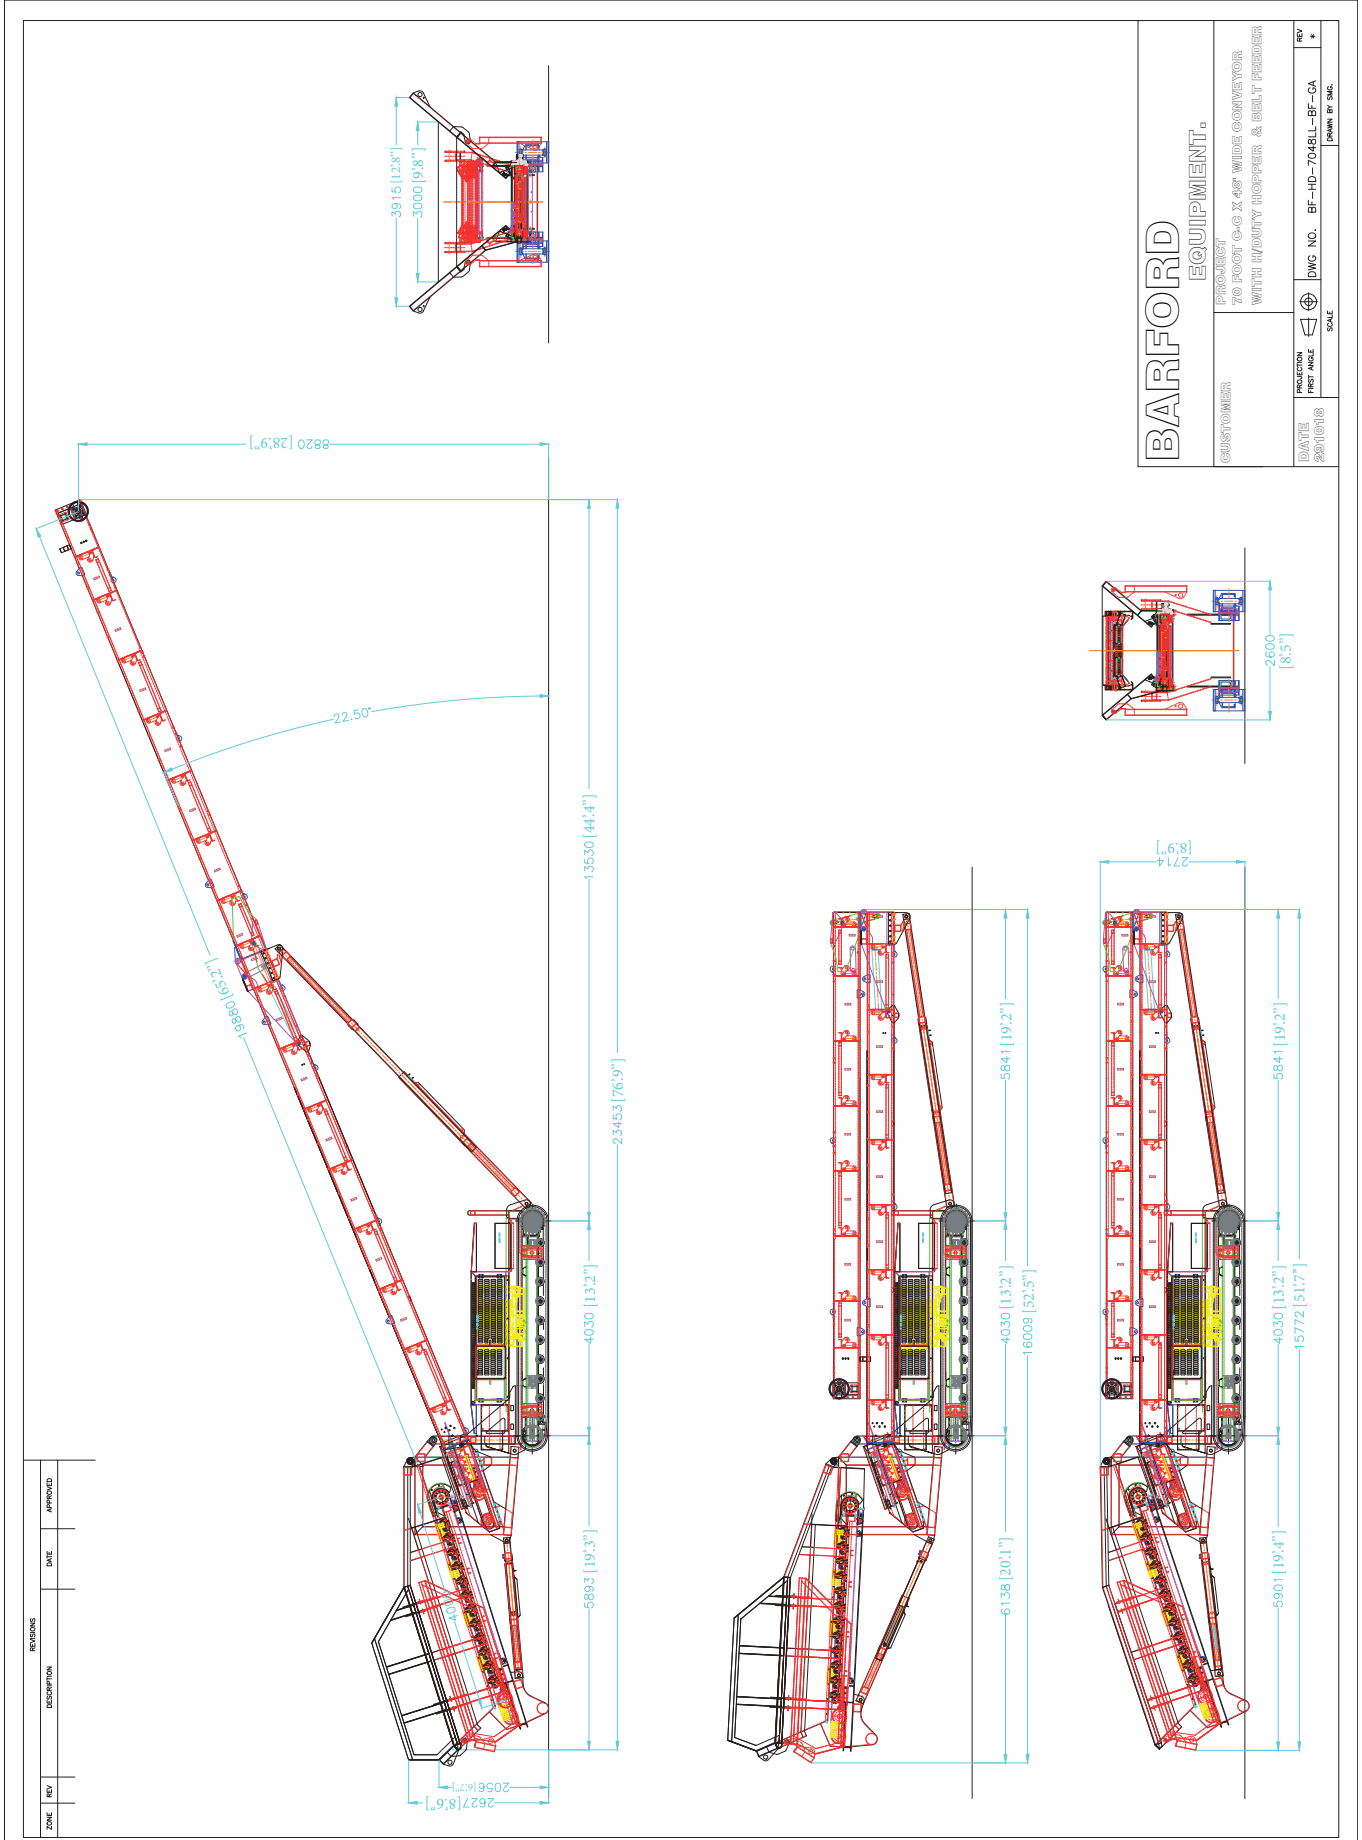 REVISIONS
ZONE
REV
DESCRIPTION
DATE
APPROVED
19880 [65'.2"]
22.50°
8820 [28'.9"]
13530 [44'.4"]
23453 [76'.9"]
4030 [13'.2"]
5893 [19'.3"]
2056 [6'.7"]
2627 [8'.6"]
3915 [12'.8"]
3000 [9'.8"]
5841 [19'.2"]
4030 [13'.2"]
16009 [52'.5"]
6138 [20'.1"]
2714
[8'.9"]
5841 [19'.2"]
4030 [13'.2"]
15772 [51'.7"]
5901 [19'.4"]
2600
[8'.5"]
BARFORD
EQUIPMENT.
CUSTOMER
PROJECT
70 FOOT C-C X 48" WIDE CONVEYOR
WITH H/DUTY HOPPER & BELT FEEDER
DATE
291018
PROJECTION
FIRST ANGLE
DWG NO. BF-HD-7048LL-BF-GA
REV
*
SCALE
DRAWN BY SMG.